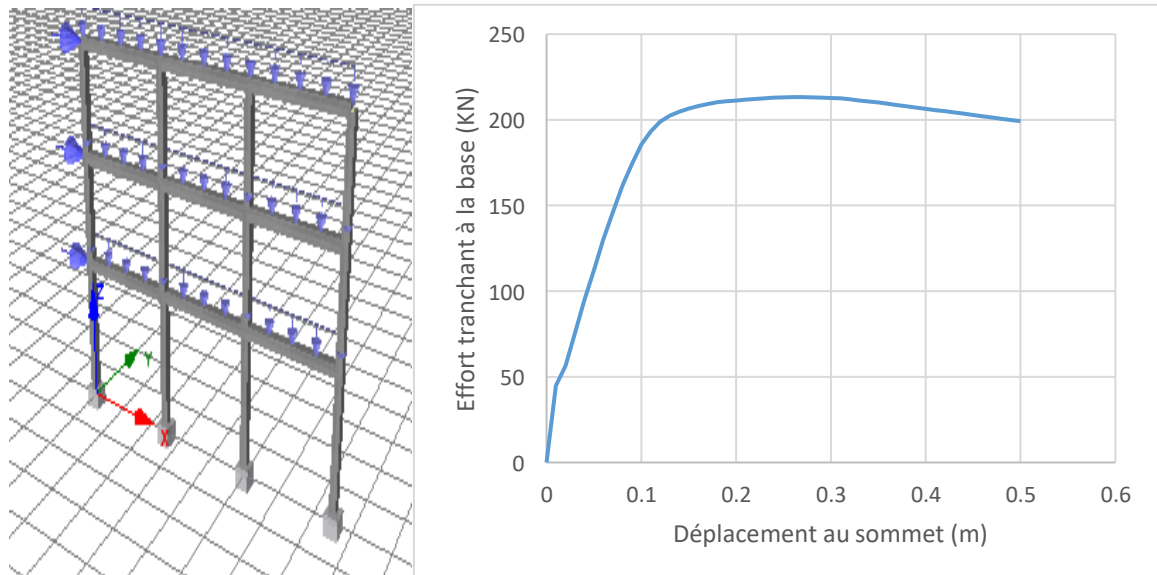 Z
Y
X
Effort tranchant à la base (KN)
250
200
150
100
50
0
0 0.1 0.2 0.3 0.4 0.5 0.6
Déplacement au sommet (m)